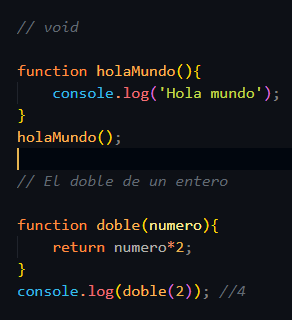 // void
function holaMundo(){
    console.log('Hola mundo');
}
holaMundo();
// El doble de un entero
function doble(numero){
    return numero*2;
}
console.log(doble(2)); //4